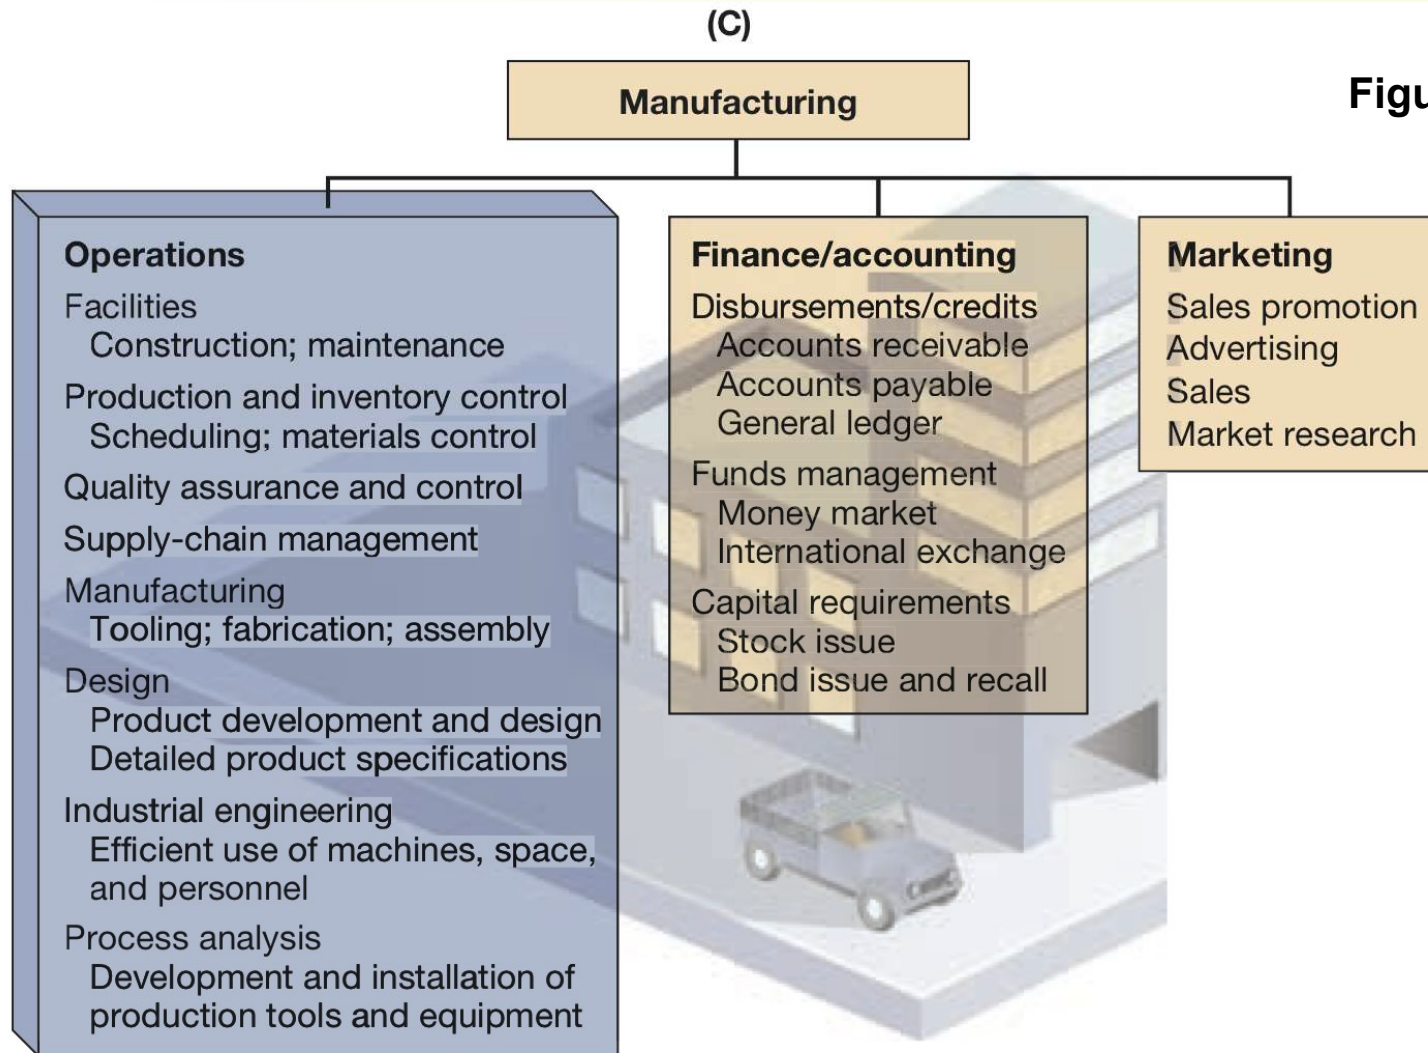 (C)
Manufacturing
Figu
Operations
Facilities
Construction; maintenance
Production and inventory control
Scheduling; materials control
Quality assurance and control
Supply-chain management
Manufacturing
Tooling; fabrication; assembly
Design
Product development and design
Detailed product specifications
Industrial engineering
Efficient use of machines, space,
and personnel
Process analysis
Development and installation of
production tools and equipment
Finance/accounting
Disbursements/credits
Accounts receivable
Accounts payable
General ledger
Funds management
Money market
International exchange
Capital requirements
Stock issue
Bond issue and recall
Marketing
Sales promotion
Advertising
Sales
Market research